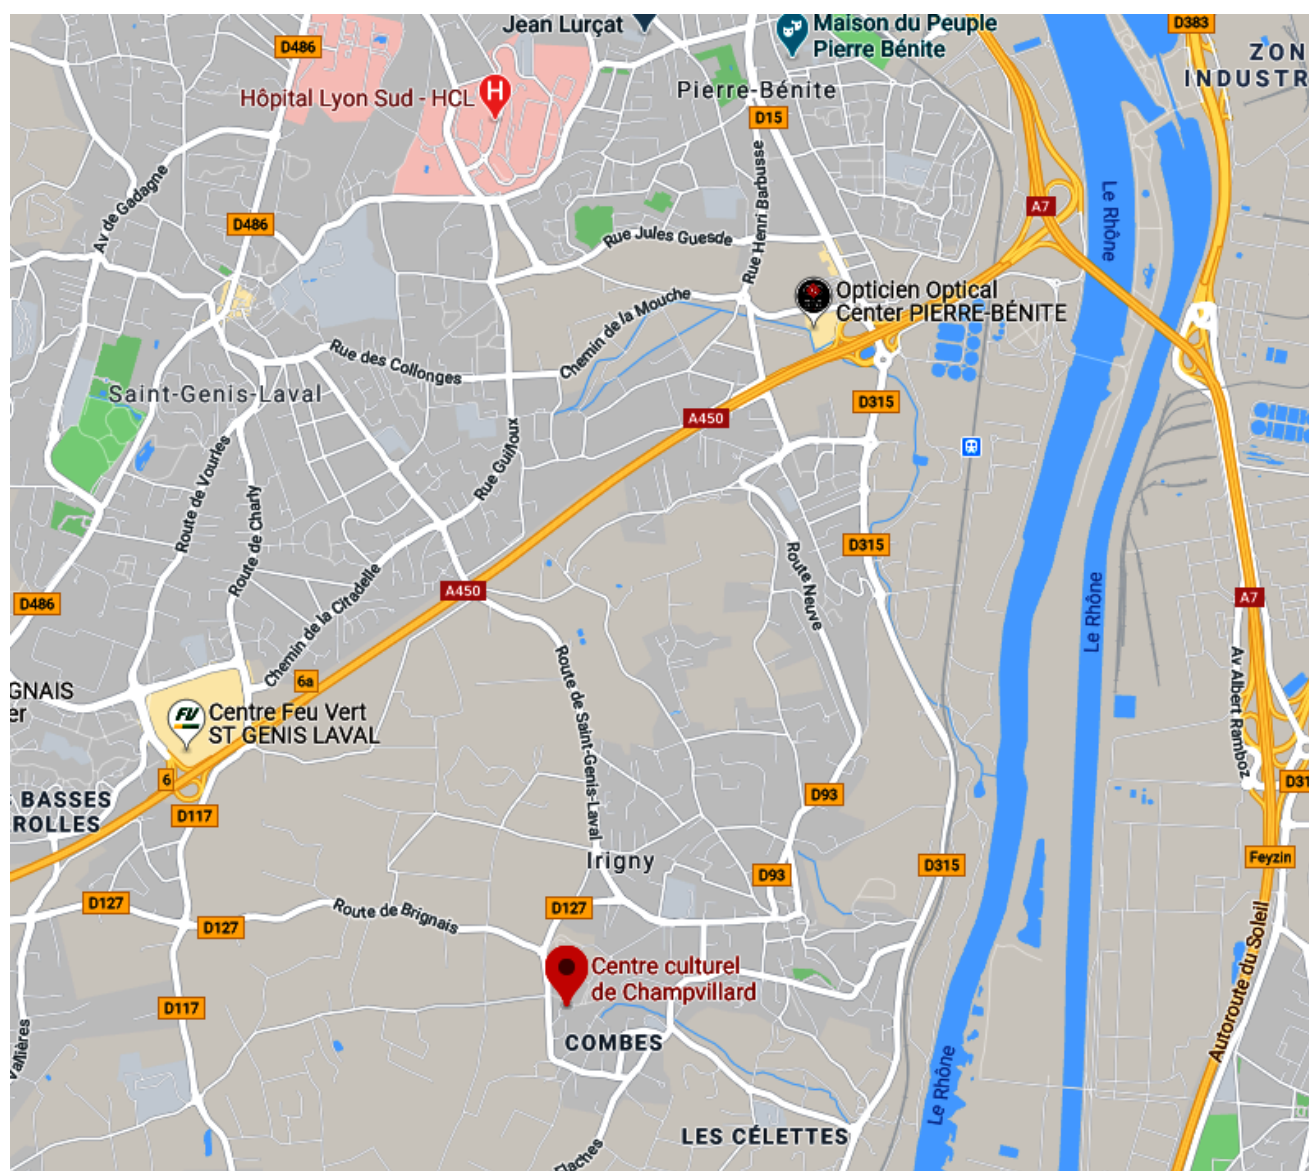 Jean Lurçat
Maison du Peuple
Pierre Bénite
D383
D486
ZON
INDUSTR
Hôpital Lyon Sud - HCL
H
Pierre-Bénite
D15
Av de Gadagne
D486
Rue Henri Barbusse
Rue Jules Guesde
A7
Le Rhône
Chemin de la Mouche
Opticien Optical
Center PIERRE-BÉNITE
Rue des Collonges
Saint-Genis-Laval
D315
A450
Route de Vourles
Route de Charly
Rue Guilloux
D315
Route Neuve
Chemin de la Citadelle
A450
D486
Le Rhône
A7
6a
GNAIS
er
FV
Centre Feu Vert
ST GENIS LAVAL
Route de Saint-Genis-Laval
Av Albert Ramboz
6
D93
D31
BASSES
ROLLES
D117
Irigny
D93
D315
Feyzin
D127
D127
D127
Route de Brignais
Centre culturel
de Champvillard
D117
COMBES
Vallières
Le Rhône
Autoroute du Soleil
LES CÉLETTES
Flaches